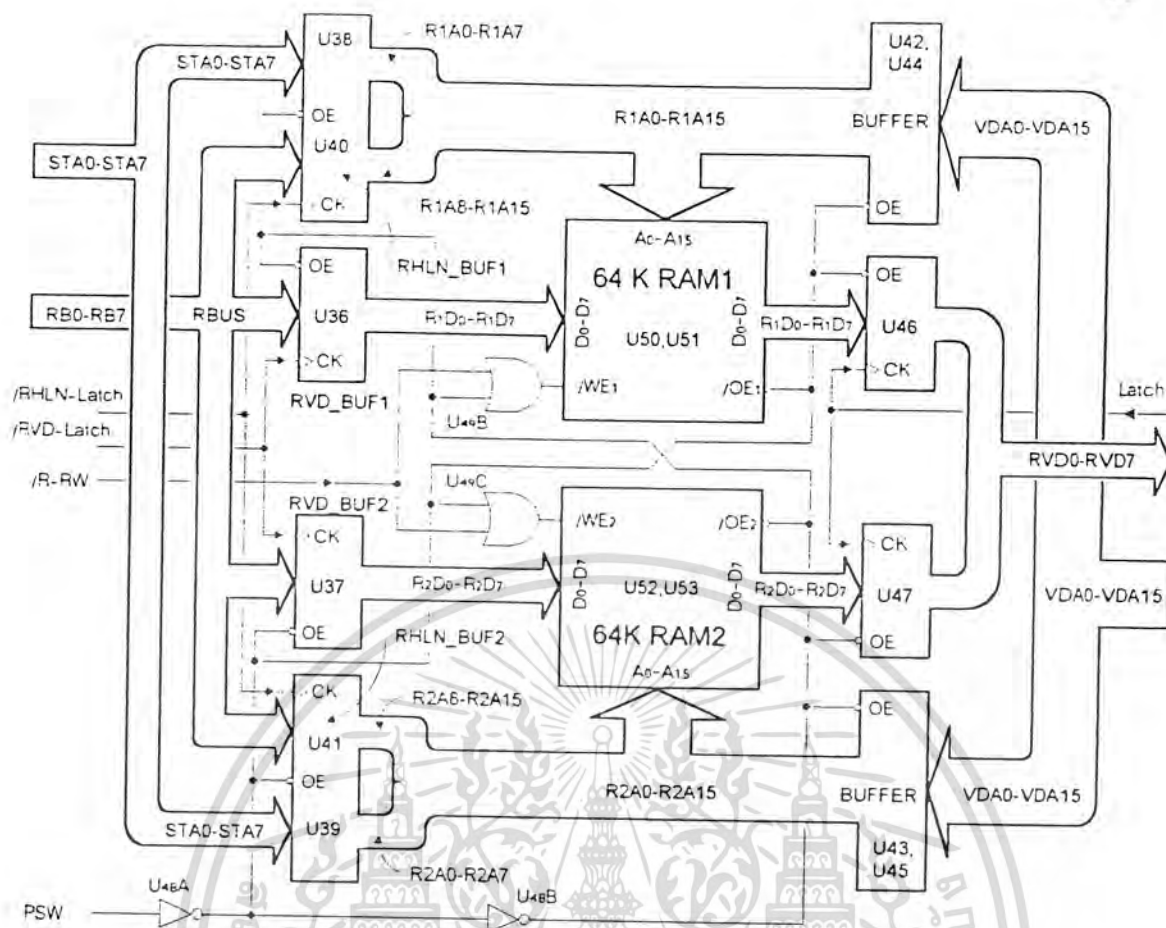 U38
R1A0-R1A7
U42,
U44
STA0-STA7
OE
R1A0-R1A15
BUFFER
VDA0-VDA15
STA0-STA7
U40
CK
R1A8-R1A15
OE
A0-A15
OE
RHLN_BUF1
64 K RAM1
OE
RB0-RB7
RBUS
U36
R1D0-R1D7
D0-D7
U50,U51
D0-D7
R1D0-R1D7
U46
CK
/WE1
/OE1
CK
/RHLN-Latch
RVD_BUF1
Latch
/RVD-Latch
U49B
RVD0-RVD7
/R-RW
U49C
RVD_BUF2
/WE2
/OE2
CK
CK
U37
R2D0-R2D7
D0-D7
U52,U53
D0-D7
R2D0-R2D7
U47
VDA0-VDA15
OE
RHLN_BUF2
64K RAM2
OE
A0-A15
CK
R2A8-R2A15
OE
U41
OE
R2A0-R2A15
BUFFER
VDA0-VDA15
STA0-STA7
U39
U43,
U45
R2A0-R2A7
U48A
U48B
PSW